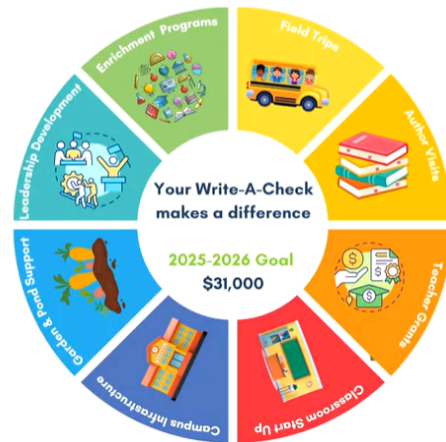 Your Write-A-Check
makes a difference
2025-2026 Goal
$31,000
Enrichment Programs
Field Trips
Author Visits
Teacher Grants
Classroom Start Up
Campus Infrastructure
Garden & Pond Support
Leadership Development